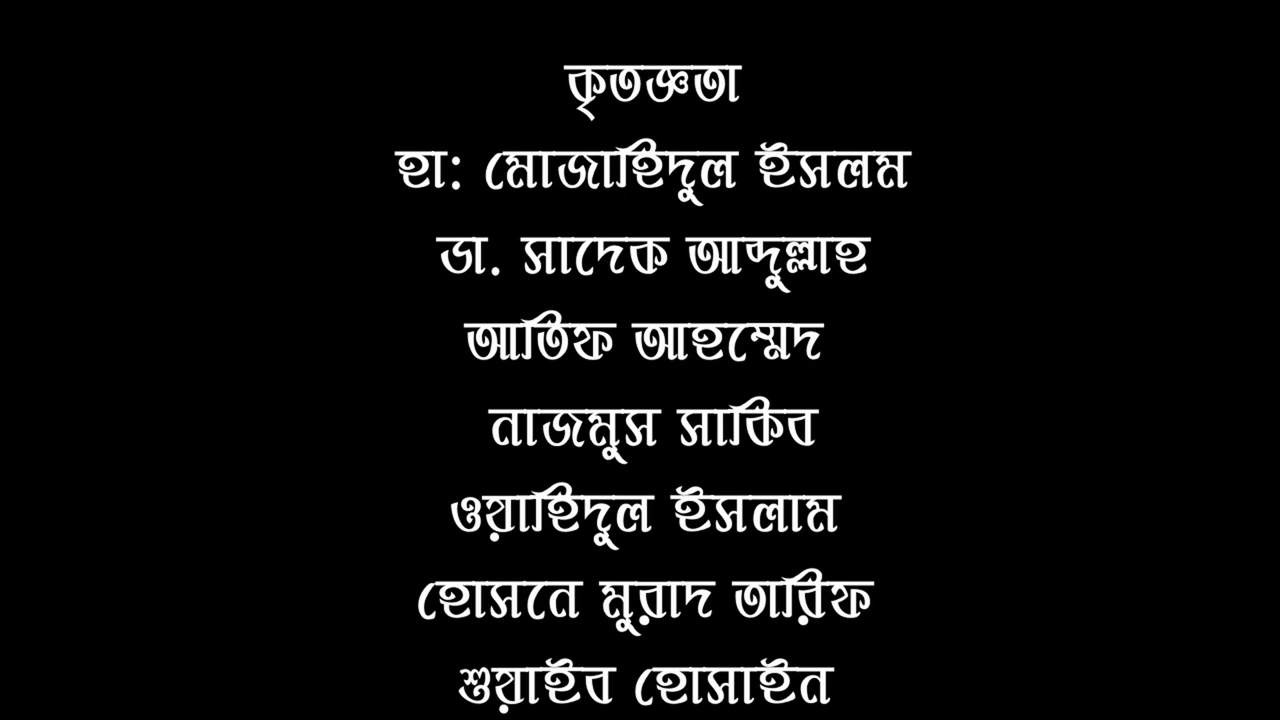 কৃতজ্ঞতা
হা: মোজাহিদুল ইসলম
ডা. সাদেক আব্দুল্লাহ
আতিফ আহম্মেদ
নাজমুস সাকিব
ওয়াহিদুল ইসলাম
হোসনে মুরাদ তারিফ
শুয়াইব হোসাইন